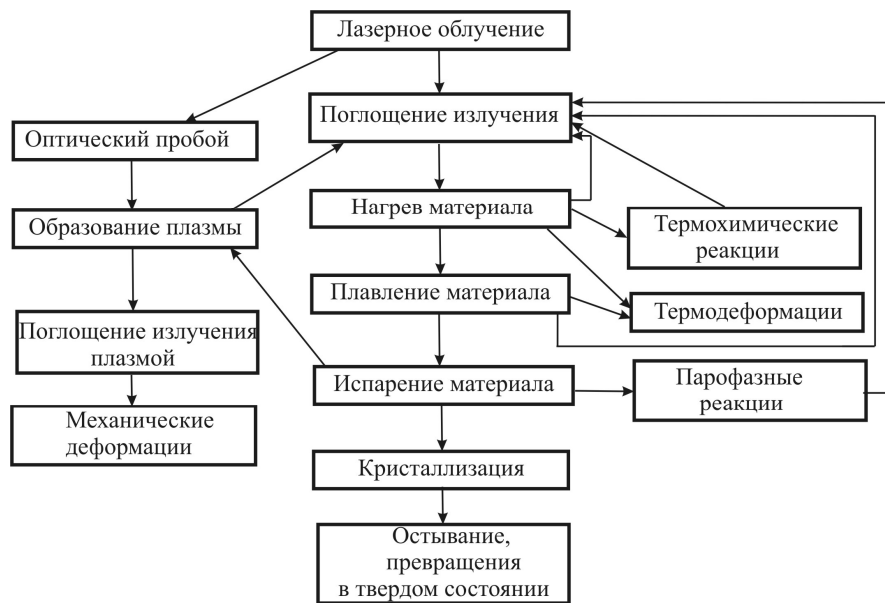 Лазерное облучение
Поглощение излучения
Оптический пробой
Нагрев материала
Образование плазмы
Термохимические
реакции
Плавление материала
Термодеформации
Поглощение излучения
плазмой
Испарение материала
Парофазные
реакции
Механические
деформации
Кристаллизация
Остывание,
превращения
в твердом состоянии